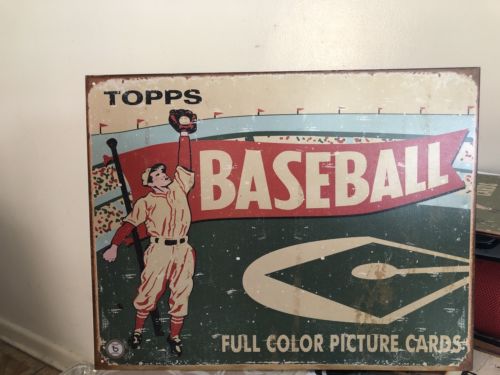 TOPPS
BASEBALL
FULL COLOR PICTURE CARDS